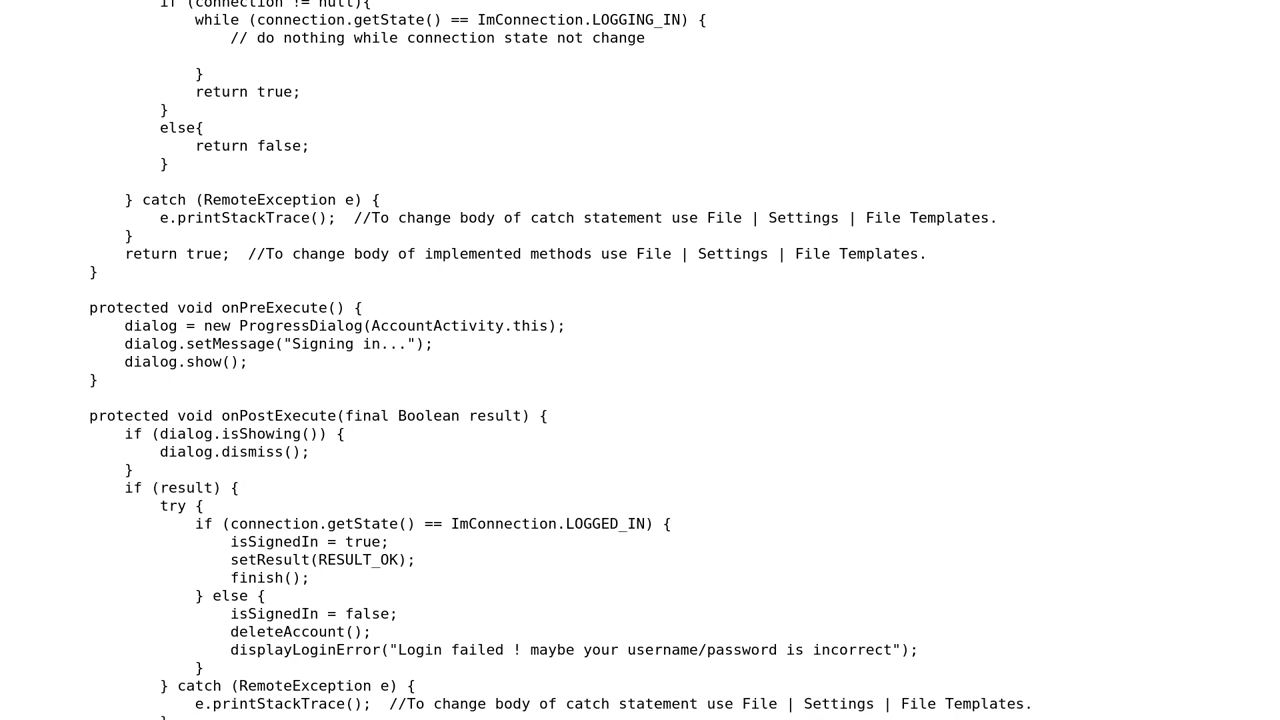 if (connection != null){
while (connection.getState() == ImConnection.LOGGING_IN) {
// do nothing while connection state not change
}
return true;
}
else{
return false;
}
} catch (RemoteException e) {
e.printStackTrace();  //To change body of catch statement use File | Settings | File Templates.
}
return true;  //To change body of implemented methods use File | Settings | File Templates.
}
protected void onPreExecute() {
dialog = new ProgressDialog(AccountActivity.this);
dialog.setMessage("Signing in...");
dialog.show();
}
protected void onPostExecute(final Boolean result) {
if (dialog.isShowing()) {
dialog.dismiss();
}
if (result) {
try {
if (connection.getState() == ImConnection.LOGGED_IN) {
isSignedIn = true;
setResult(RESULT_OK);
finish();
} else {
isSignedIn = false;
deleteAccount();
displayLoginError("Login failed ! maybe your username/password is incorrect");
}
} catch (RemoteException e) {
e.printStackTrace();  //To change body of catch statement use File | Settings | File Templates.
}